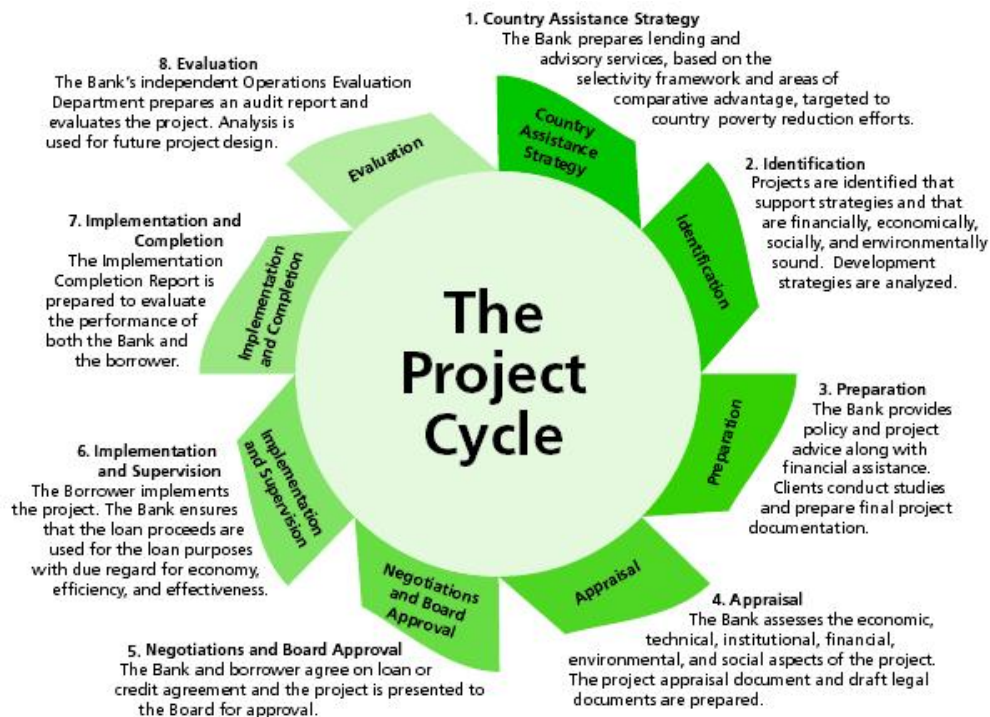 1. Country Assistance Strategy
The Bank prepares lending and
advisory services, based on the
selectivity framework and areas of
comparative advantage, targeted to
country poverty reduction efforts.
2. Identification
Projects are identified that
support strategies and that
are financially, economically,
socially, and environmentally
sound. Development
strategies are analyzed.
3. Preparation
The Bank provides
policy and project
advice along with
financial assistance.
Clients conduct studies
and prepare final project
documentation.
4. Appraisal
The Bank assesses the economic,
technical, institutional, financial,
environmental, and social aspects of the project.
The project appraisal document and draft legal
documents are prepared.
5. Negotiations and Board Approval
The Bank and borrower agree on loan or
credit agreement and the project is presented to
the Board for approval.
6. Implementation
and Supervision
The Borrower implements
the project. The Bank ensures
that the loan proceeds are
used for the loan purposes
with due regard for economy,
efficiency, and effectiveness.
7. Implementation and
Completion
The Implementation
Completion Report is
prepared to evaluate
the performance of
both the Bank and
the borrower.
8. Evaluation
The Bank's independent Operations Evaluation
Department prepares an audit report and
evaluates the project. Analysis is
used for future project design.
Country
Assistance
Strategy
Identification
Preparation
Appraisal
Negotiations
and Board
Approval
Implementation
and Supervision
Implementation
and Completion
Evaluation
The
Project
Cycle